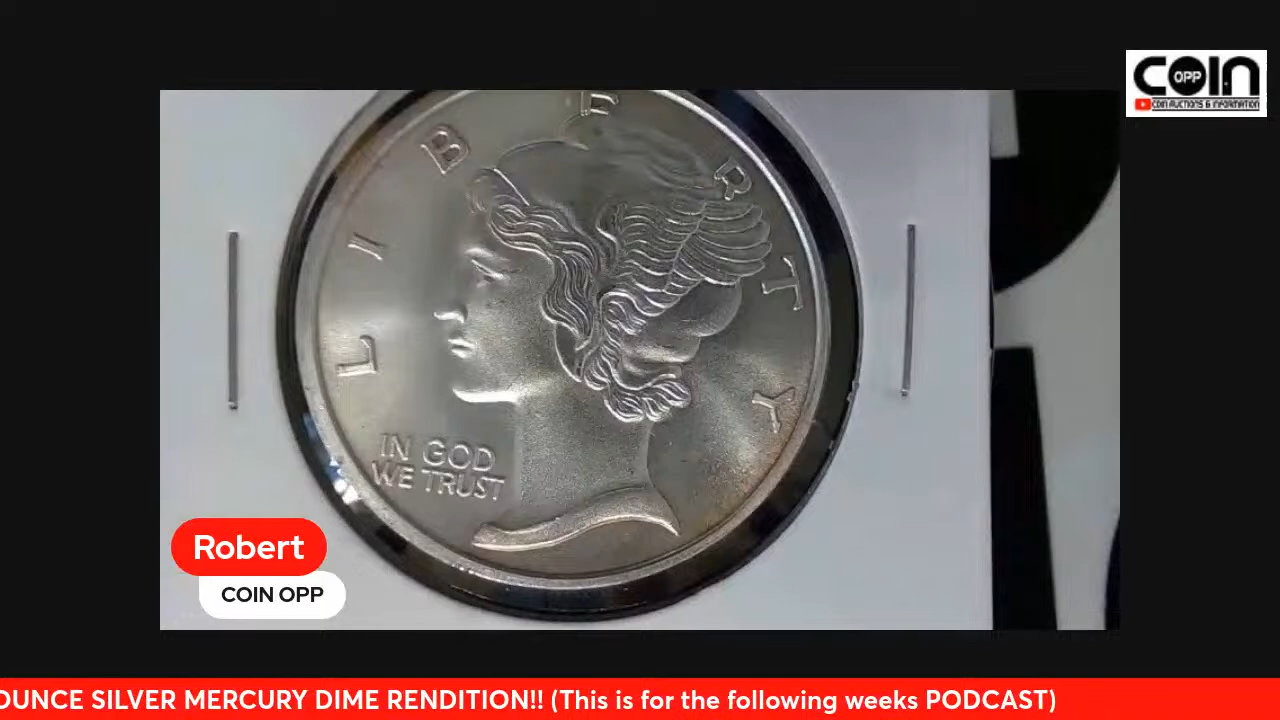 COIN
OPP
COIN AUCTIONS & INFORMATION
LIBERTY
IN GOD
WE TRUST
Robert
COIN OPP
OUNCE SILVER MERCURY DIME RENDITION!! (This is for the following weeks PODCAST)